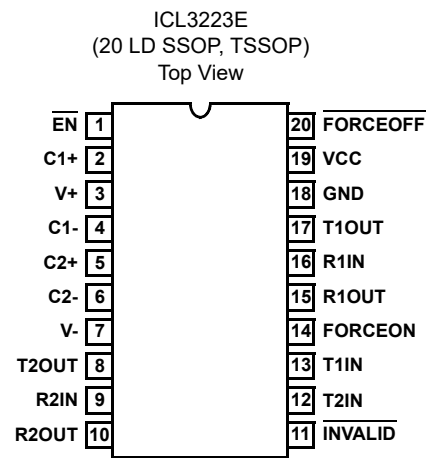 ICL3223E
(20 LD SSOP, TSSOP)
Top View
EN 1 20 FORCEOFF
C1+ 2 19 VCC
V+ 3 18 GND
C1- 4 17 T1OUT
C2+ 5 16 R1IN
C2- 6 15 R1OUT
V- 7 14 FORCEON
T2OUT 8 13 T1IN
R2IN 9 12 T2IN
R2OUT 10 11 INVALID